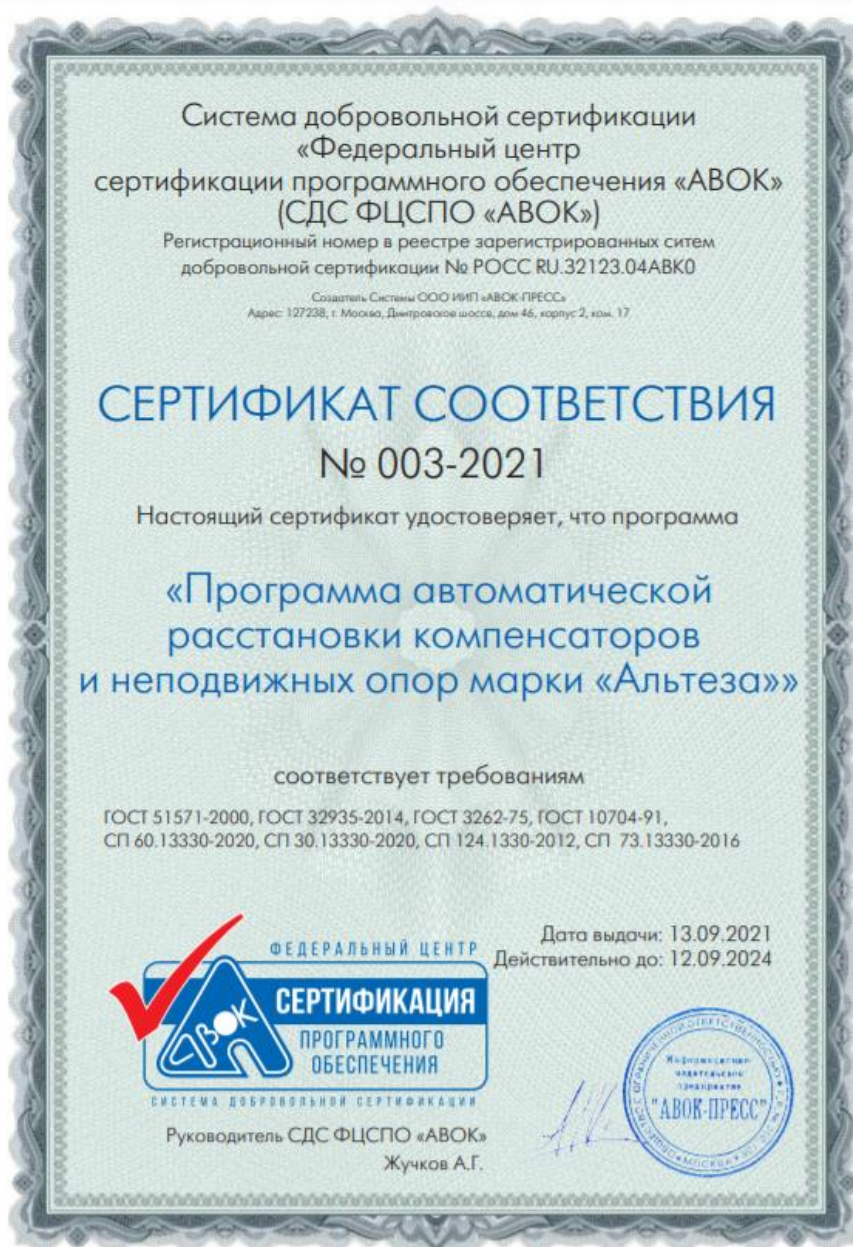 Система добровольной сертификации
«Федеральный центр
сертификации программного обеспечения «АВОК»
(СДС ФЦСПО «АВОК»)
Регистрационный номер в реестре зарегистрированных ситем
добровольной сертификации № РОСС RU.32123.04АВК0
Создатель Системы ООО ИИП «АВОК-ПРЕСС»
Адрес: 127238, г. Москва, Дмитровское шоссе, дом 46, корпус 2, ком. 17
СЕРТИФИКАТ СООТВЕТСТВИЯ
№ 003-2021
Настоящий сертификат удостоверяет, что программа
«Программа автоматической
расстановки компенсаторов
и неподвижных опор марки «Альтеза»»
соответствует требованиям
ГОСТ 51571-2000, ГОСТ 32935-2014, ГОСТ 3262-75, ГОСТ 10704-91,
СП 60.13330-2020, СП 30.13330-2020, СП 124.1330-2012, СП 73.13330-2016
Дата выдачи: 13.09.2021
Действительно до: 12.09.2024
ФЕДЕРАЛЬНЫЙ ЦЕНТР
АВОК
СЕРТИФИКАЦИЯ
ПРОГРАММНОГО
ОБЕСПЕЧЕНИЯ
СИСТЕМА ДОБРОВОЛЬНОЙ СЕРТИФИКАЦИИ
Руководитель СДС ФЦСПО «АВОК»
Жучков А.Г.
ОБЩЕСТВО С ОГРАНИЧЕННОЙ ОТВЕТСТВЕННОСТЬЮ
Информационно-
издательское
предприятие
"АВОК-ПРЕСС"
МОСКВА